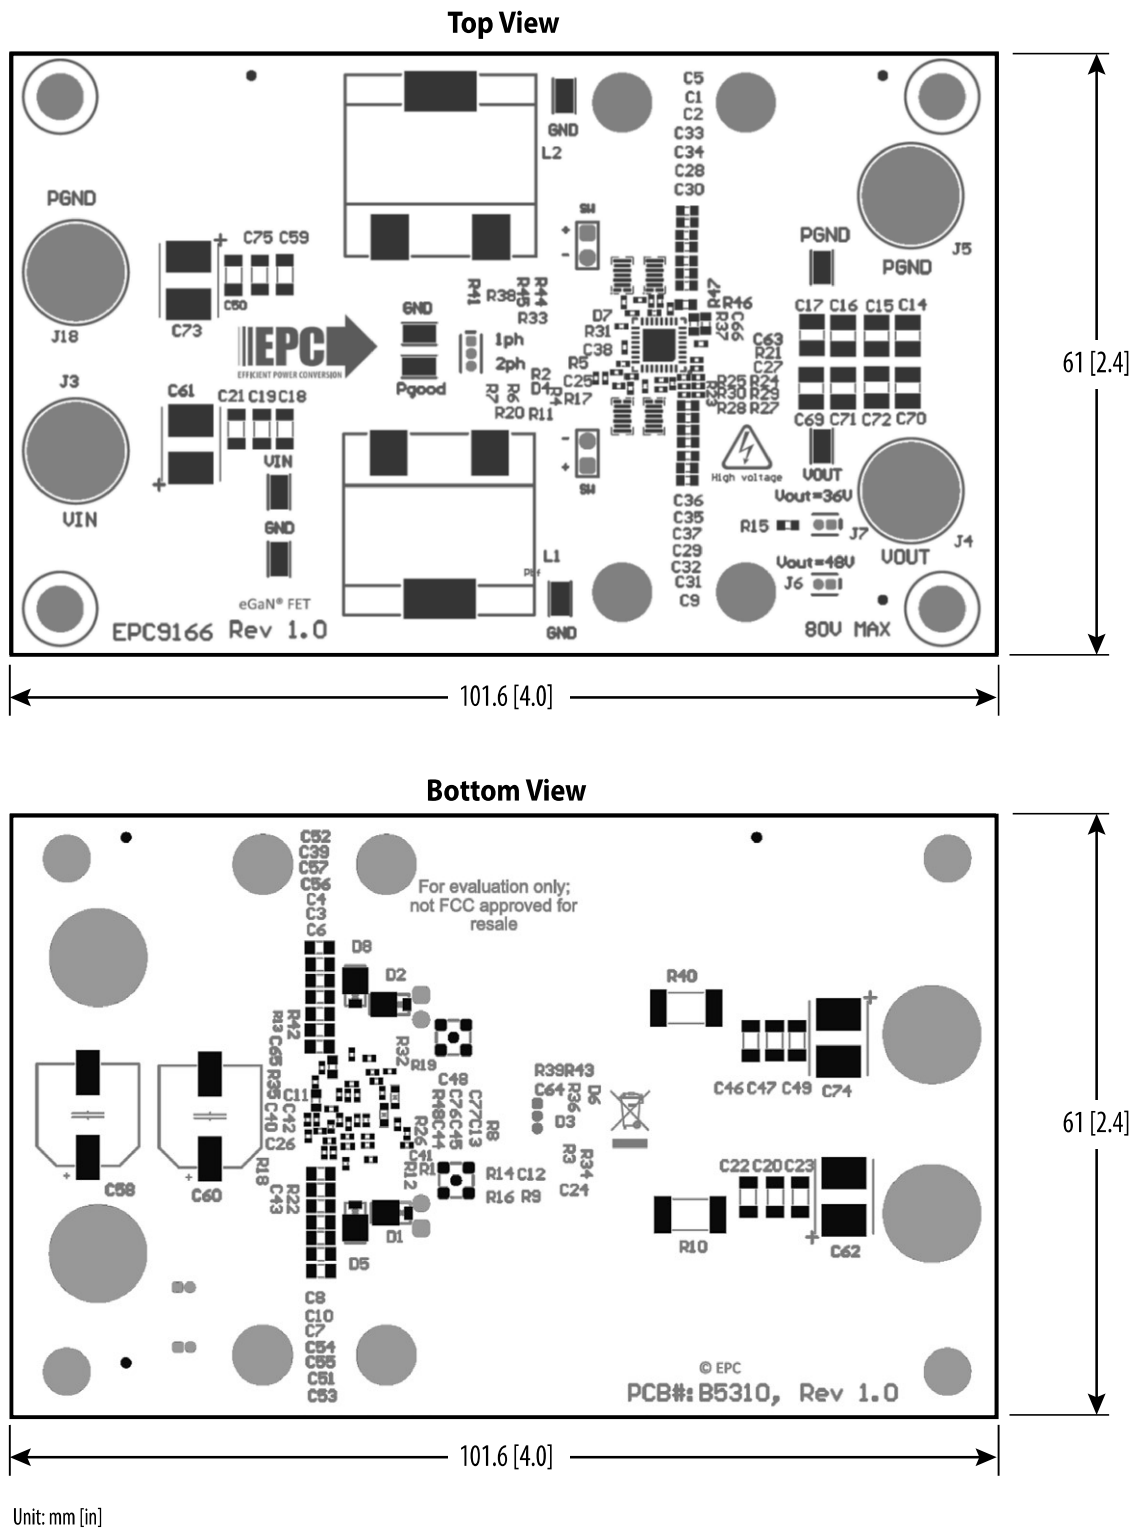 Top View
C5
C1
C2
GND
C33
L2
C34
C28
C30
PGND
SW
+
-
PGND
J5
PGND
+
C75 C59
C50
C73
J18
R41
R38
R45
R44
R33
GND
1ph
2ph
Pgood
EPC
EFFICIENT POWER CONVERSION
D7
R31
C38
R5
R2
C25
D4
R4
R17
R7
R6
R20
R11
R47
R46
R37
C66
C63
R21
C27
R25 R24
R23
R30 R29
R28 R27
C17 C16 C15 C14
C69 C71 C72 C70
J3
C61
C21 C19 C18
VIN
+
VIN
GND
-
+
SW
High voltage
VOUT
Vout=36V
R15
J7
J4
VOUT
Vout=48V
J6
C36
C35
C37
C29
C32
C31
C9
L1
Pbf
GND
eGaN® FET
EPC9166 Rev 1.0
80V MAX
61 [2.4]
101.6 [4.0]
Bottom View
C52
C39
C57
C56
C4
C3
C6
For evaluation only;
not FCC approved for
resale
D8
D2
R40
+
R13
R42
C65
R32
R19
R35
C11
C40
C42
C26
C48
R48
C76
C77
C44
C45
C13
R8
R26
C41
R1
R12
R39 R43
C64
R36
D6
D3
R3
R34
C24
R14 C12
R16 R9
C46 C47 C49 C74
C22 C20 C23
+
C62
R10
+
C58
+
C60
R18
C43
R22
D1
D5
C8
C10
C7
C54
C55
C51
C53
© EPC
PCB#: B5310, Rev 1.0
61 [2.4]
101.6 [4.0]
Unit: mm [in]